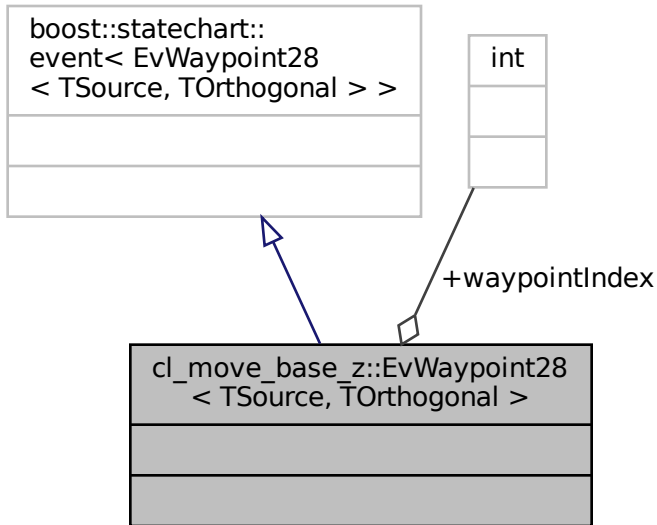 boost::statechart::
event< EvWaypoint28
< TSource, TOrthogonal > >
int
+waypointIndex
cl_move_base_z::EvWaypoint28
< TSource, TOrthogonal >